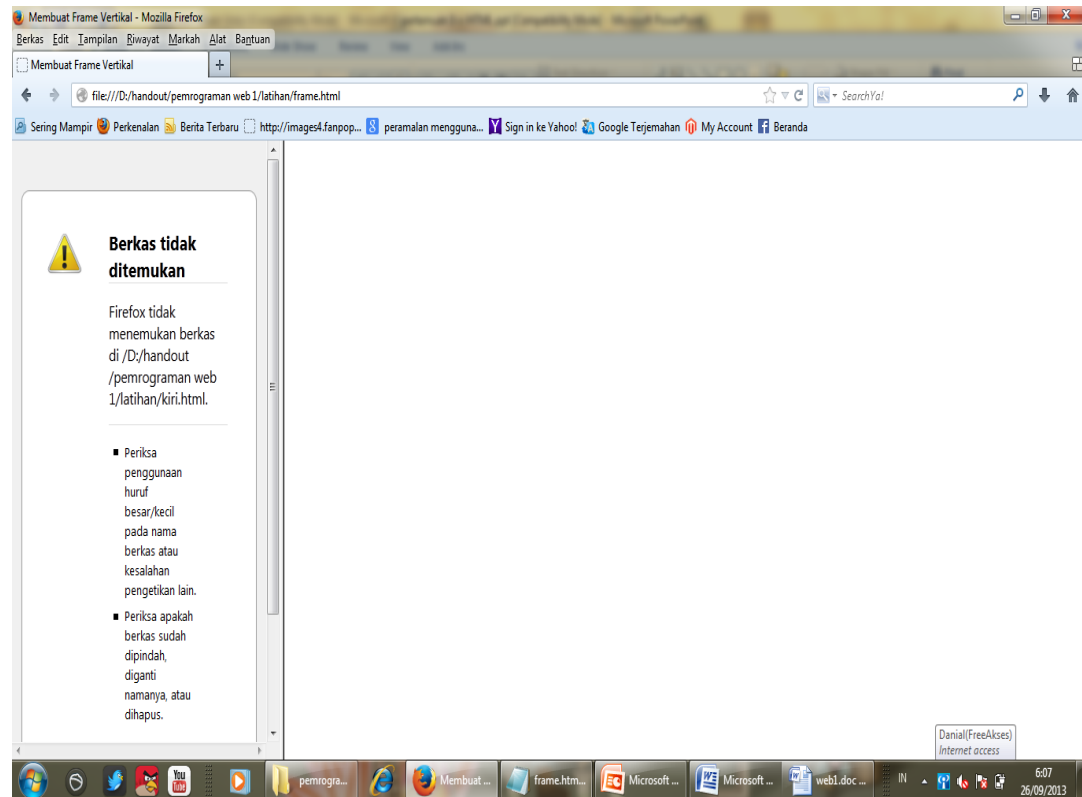 Membuat Frame Vertikal - Mozilla Firefox
Berkas Edit Tampilan Riwayat Markah Alat Bantuan
Membuat Frame Vertikal +
file:///D:/handout/pemrograman web 1/latihan/frame.html SearchYa!
Sering Mampir Perkenalan Berita Terbaru http://images4.fanpop... 8 peramalan mengguna... Y Sign in ke Yahoo! Google Terjemahan My Account f Beranda
Berkas tidak
ditemukan
Firefox tidak
menemukan berkas
di /D:/handout
/pemrograman web
1/latihan/kiri.html.
Periksa
penggunaan
huruf
besar/kecil
pada nama
berkas atau
kesalahan
pengetikan lain.
Periksa apakah
berkas sudah
dipindah,
diganti
namanya, atau
dihapus.
Danial(FreeAkses)
Internet access
You Tube pemrogra... Membuat ... frame.htm... Microsoft ... Microsoft ... web1.doc ... IN 6:07
26/09/2013